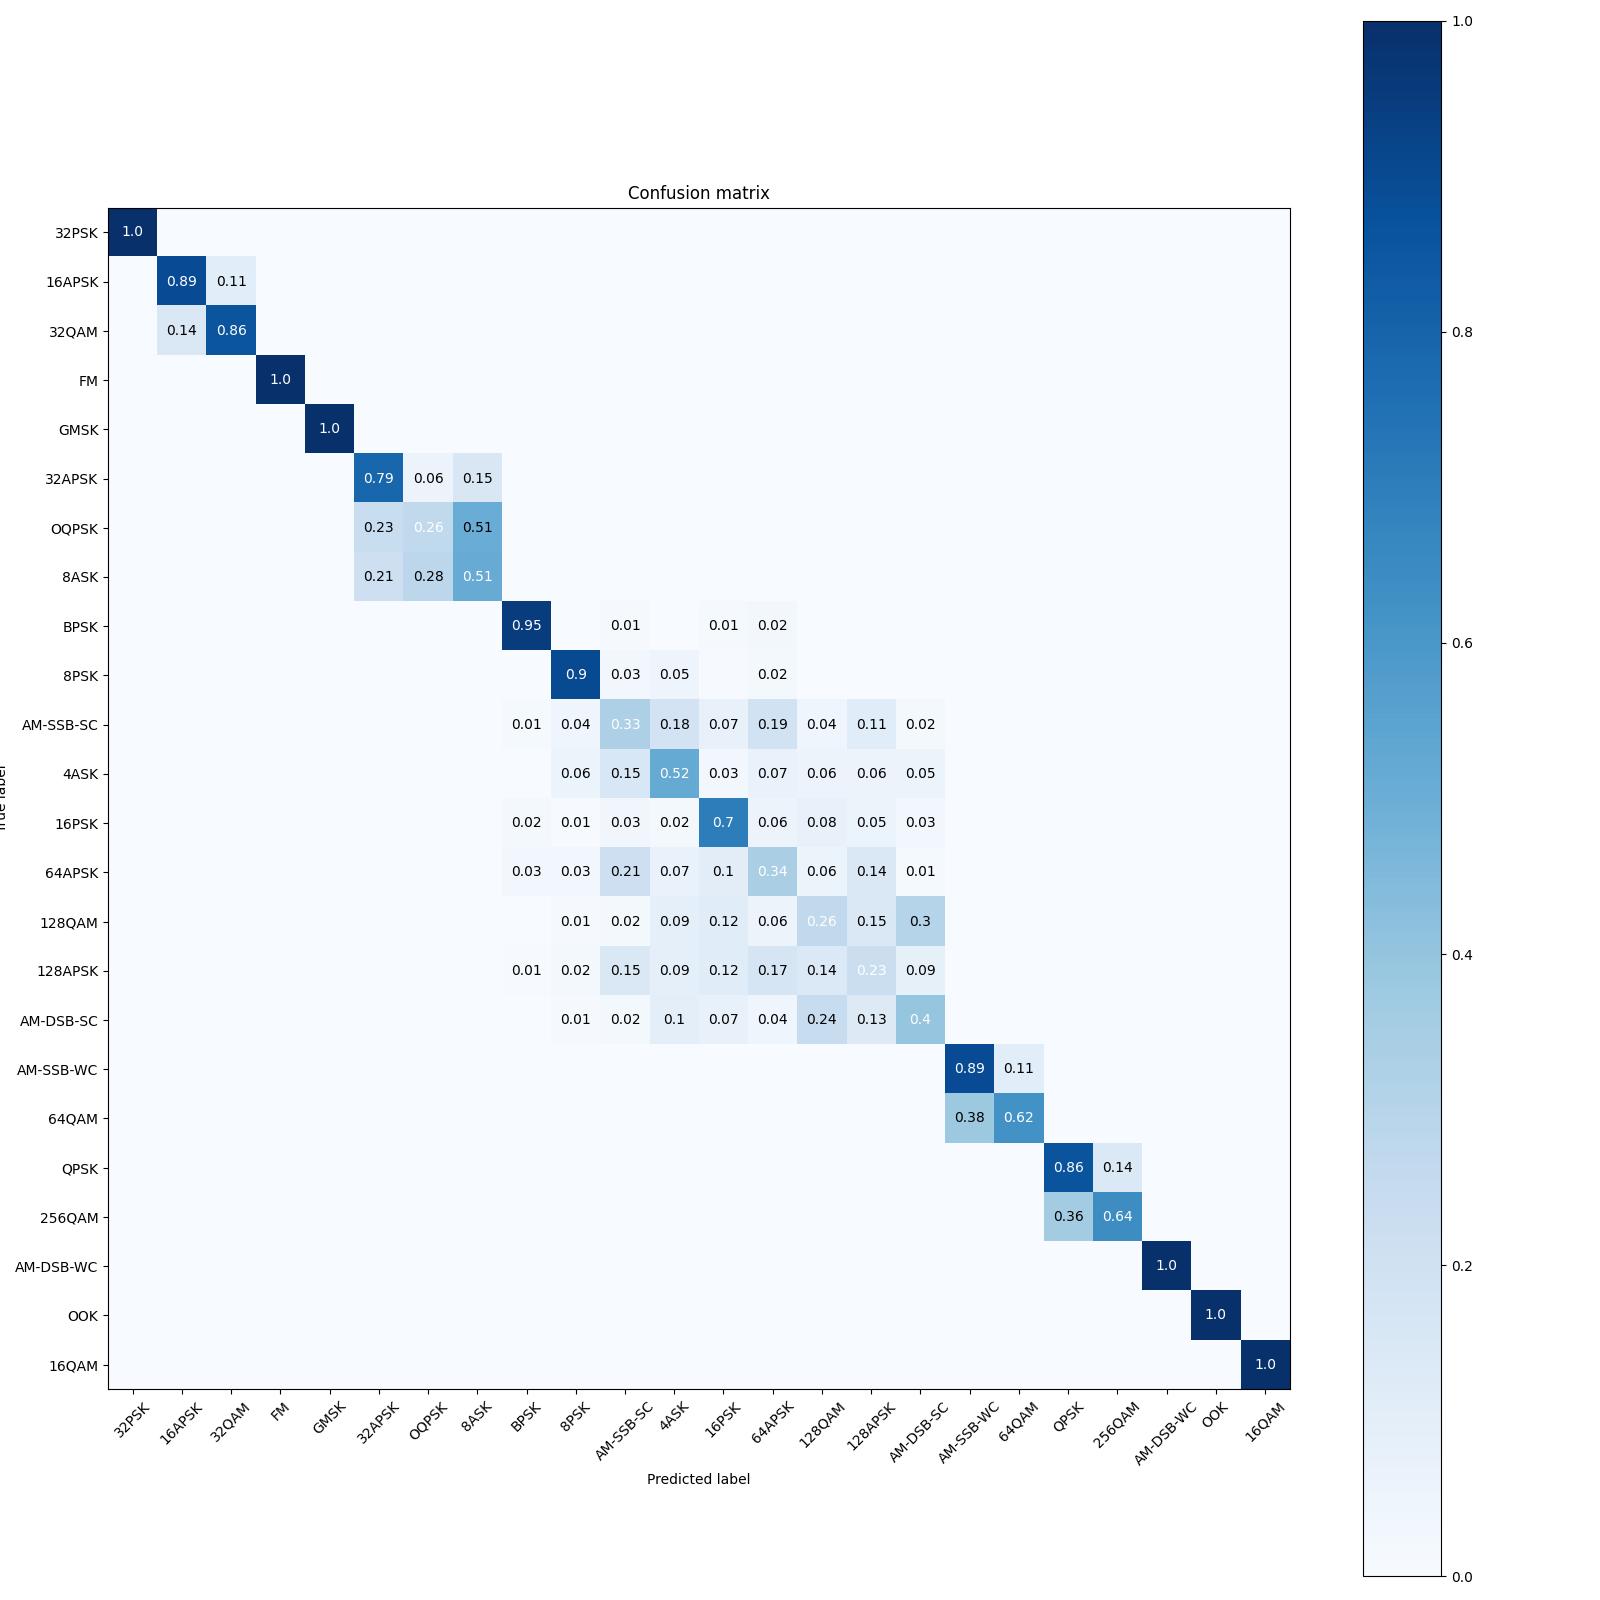 Confusion matrix
32PSK 1.0
16APSK 0.89 0.11
32QAM 0.14 0.86
FM 1.0
GMSK 1.0
32APSK 0.79 0.06 0.15
OQPSK 0.23 0.26 0.51
8ASK 0.21 0.28 0.51
BPSK 0.95 0.01 0.01 0.02
8PSK 0.9 0.03 0.05 0.02
AM-SSB-SC 0.01 0.04 0.33 0.18 0.07 0.19 0.04 0.11 0.02
4ASK 0.06 0.15 0.52 0.03 0.07 0.06 0.06 0.05
True label
16PSK 0.02 0.01 0.03 0.02 0.7 0.06 0.08 0.05 0.03
64APSK 0.03 0.03 0.21 0.07 0.1 0.34 0.06 0.14 0.01
128QAM 0.01 0.02 0.09 0.12 0.06 0.26 0.15 0.3
128APSK 0.01 0.02 0.15 0.09 0.12 0.17 0.14 0.23 0.09
AM-DSB-SC 0.01 0.02 0.1 0.07 0.04 0.24 0.13 0.4
AM-SSB-WC 0.89 0.11
64QAM 0.38 0.62
QPSK 0.86 0.14
256QAM 0.36 0.64
AM-DSB-WC 1.0
OOK 1.0
16QAM 1.0
32PSK 16APSK 32QAM FM GMSK 32APSK OQPSK 8ASK BPSK 8PSK AM-SSB-SC 4ASK 16PSK 64APSK 128QAM 128APSK AM-DSB-SC AM-SSB-WC 64QAM QPSK 256QAM AM-DSB-WC OOK 16QAM
Predicted label
1.0
0.8
0.6
0.4
0.2
0.0